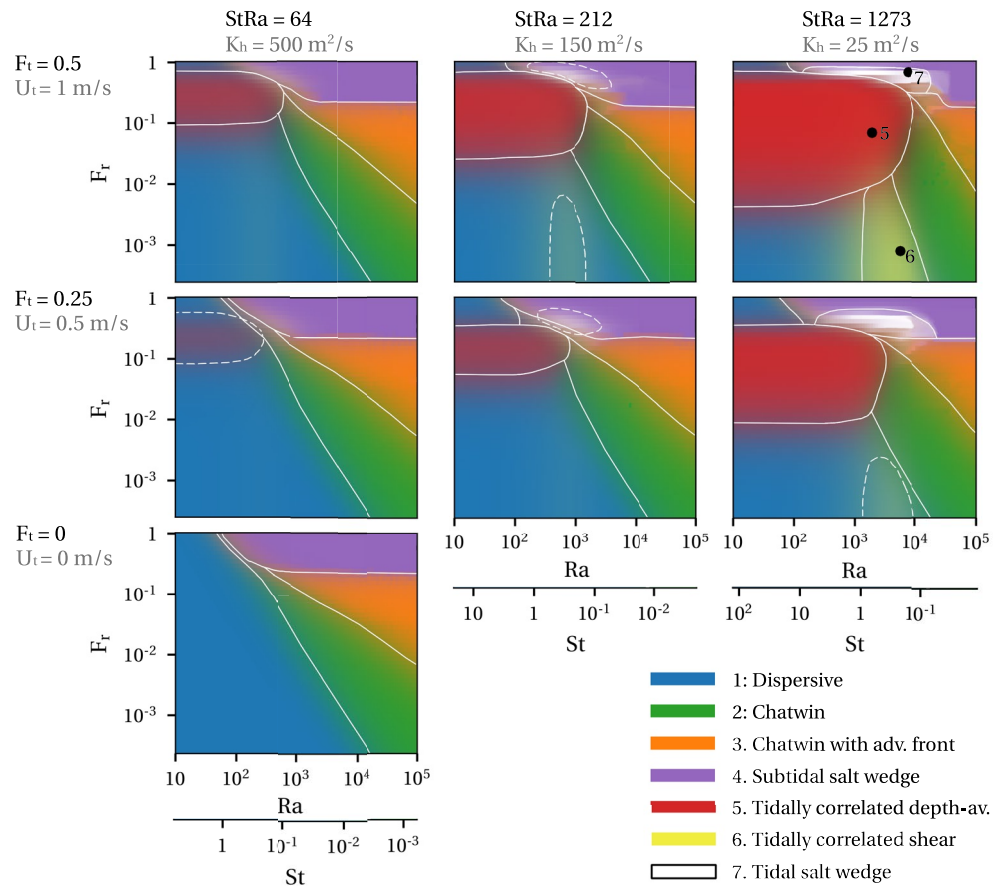 StRa = 64 StRa = 212 StRa = 1273
Kh = 500 m²/s Kh = 150 m²/s Kh = 25 m²/s
Ft = 0.5
Ut = 1 m/s
1
10⁻¹
10⁻²
10⁻³
Fr
7
5
6
Ft = 0.25
Ut = 0.5 m/s
1
10⁻¹
10⁻²
10⁻³
Fr
10 10² 10³ 10⁴ 10⁵
Ra
10 1 10⁻¹ 10⁻²
St
10 10² 10³ 10⁴ 10⁵
Ra
10² 10 1 10⁻¹
St
Ft = 0
Ut = 0 m/s
1
10⁻¹
10⁻²
10⁻³
Fr
10 10² 10³ 10⁴ 10⁵
Ra
1 10⁻¹ 10⁻² 10⁻³
St
1: Dispersive
2: Chatwin
3. Chatwin with adv. front
4. Subtidal salt wedge
5. Tidally correlated depth-av.
6. Tidally correlated shear
7. Tidal salt wedge